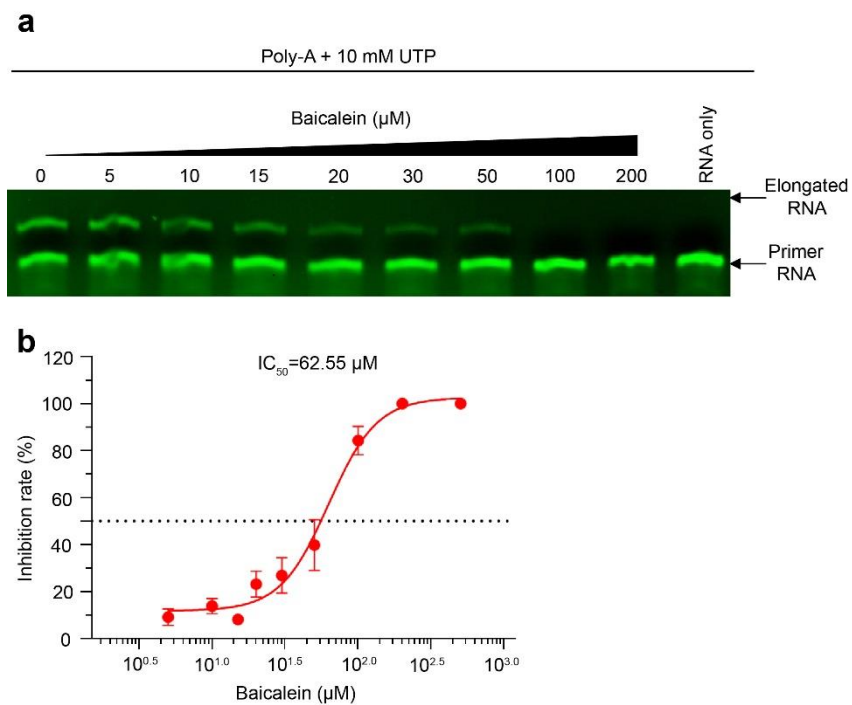 a
Poly-A + 10 mM UTP
Baicalein (µM)
RNA only
0 5 10 15 20 30 50 100 200
Elongated
RNA
Primer
RNA
b
IC50=62.55 µM
120
100
80
60
40
20
0
Inhibition rate (%)
10^0.5 10^1.0 10^1.5 10^2.0 10^2.5 10^3.0
Baicalein (µM)